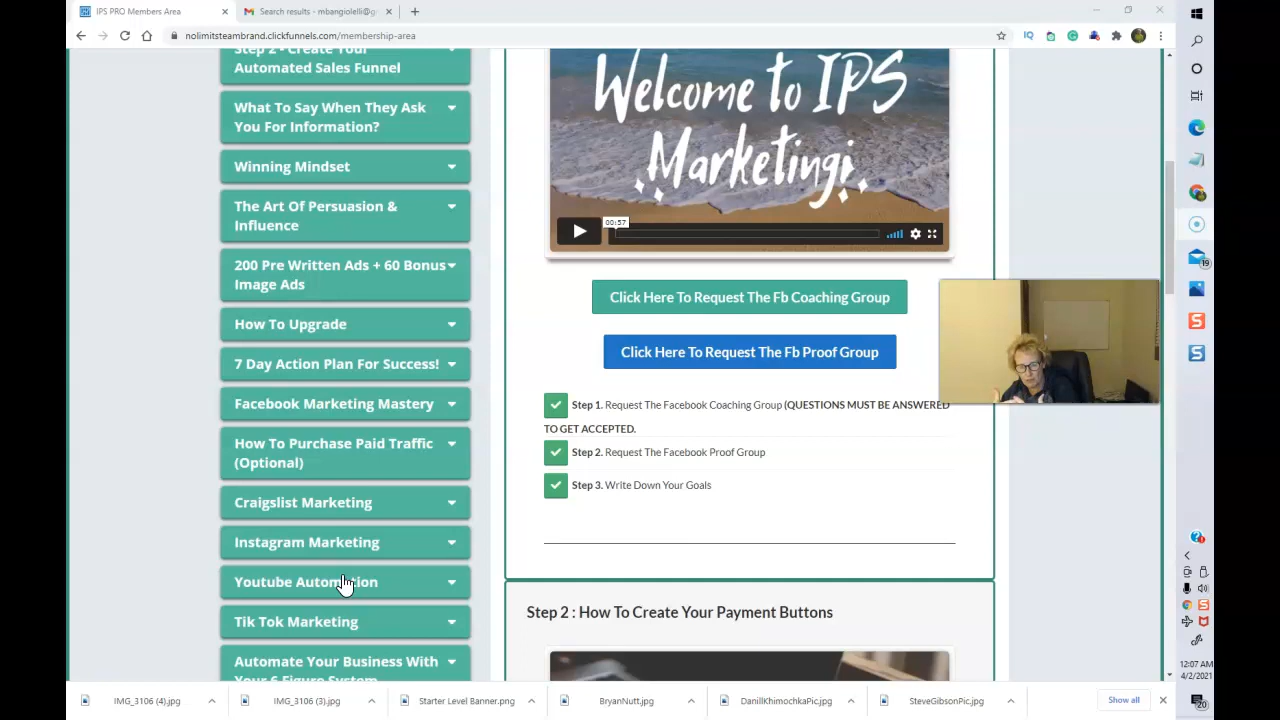 IPS PRO Members Area
Search results - mbangiolelli@g
nolimitsteambrand.clickfunnels.com/membership-area
IQ
Step 2 - Create Your
Automated Sales Funnel
What To Say When They Ask
You For Information?
Winning Mindset
The Art Of Persuasion &
Influence
200 Pre Written Ads + 60 Bonus
Image Ads
How To Upgrade
7 Day Action Plan For Success!
Facebook Marketing Mastery
How To Purchase Paid Traffic
(Optional)
Craigslist Marketing
Instagram Marketing
Youtube Automation
Tik Tok Marketing
Automate Your Business With
Your 6 Figure System
Welcome to IPS
Marketing!
00:57
Click Here To Request The Fb Coaching Group
Click Here To Request The Fb Proof Group
Step 1. Request The Facebook Coaching Group (QUESTIONS MUST BE ANSWERED
TO GET ACCEPTED.
Step 2. Request The Facebook Proof Group
Step 3. Write Down Your Goals
Step 2 : How To Create Your Payment Buttons
IMG_3106 (4).jpg
IMG_3106 (3).jpg
Starter Level Banner.png
BryanNutt.jpg
DanillKhimochkaPic.jpg
SteveGibsonPic.jpg
Show all
19
12:07 AM
4/2/2021
20